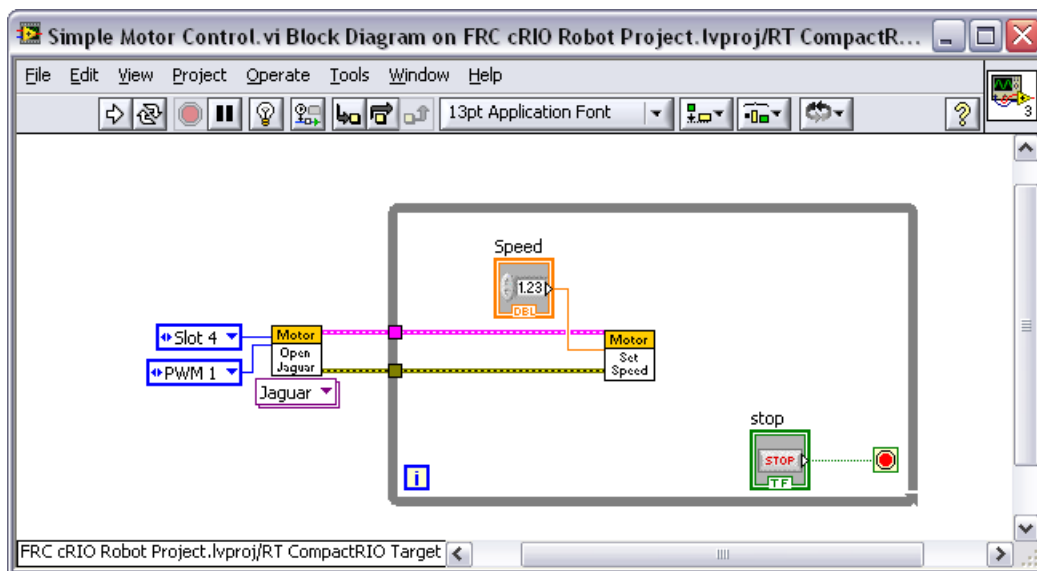 Simple Motor Control.vi Block Diagram on FRC cRIO Robot Project.lvproj/RT CompactR...
File Edit View Project Operate Tools Window Help
13pt Application Font
?
3
Speed
1.23
DBL
Slot 4
Motor
Open
Jaguar
PWM 1
Jaguar
Motor
Set
Speed
stop
STOP
TF
i
FRC cRIO Robot Project.lvproj/RT CompactRIO Target